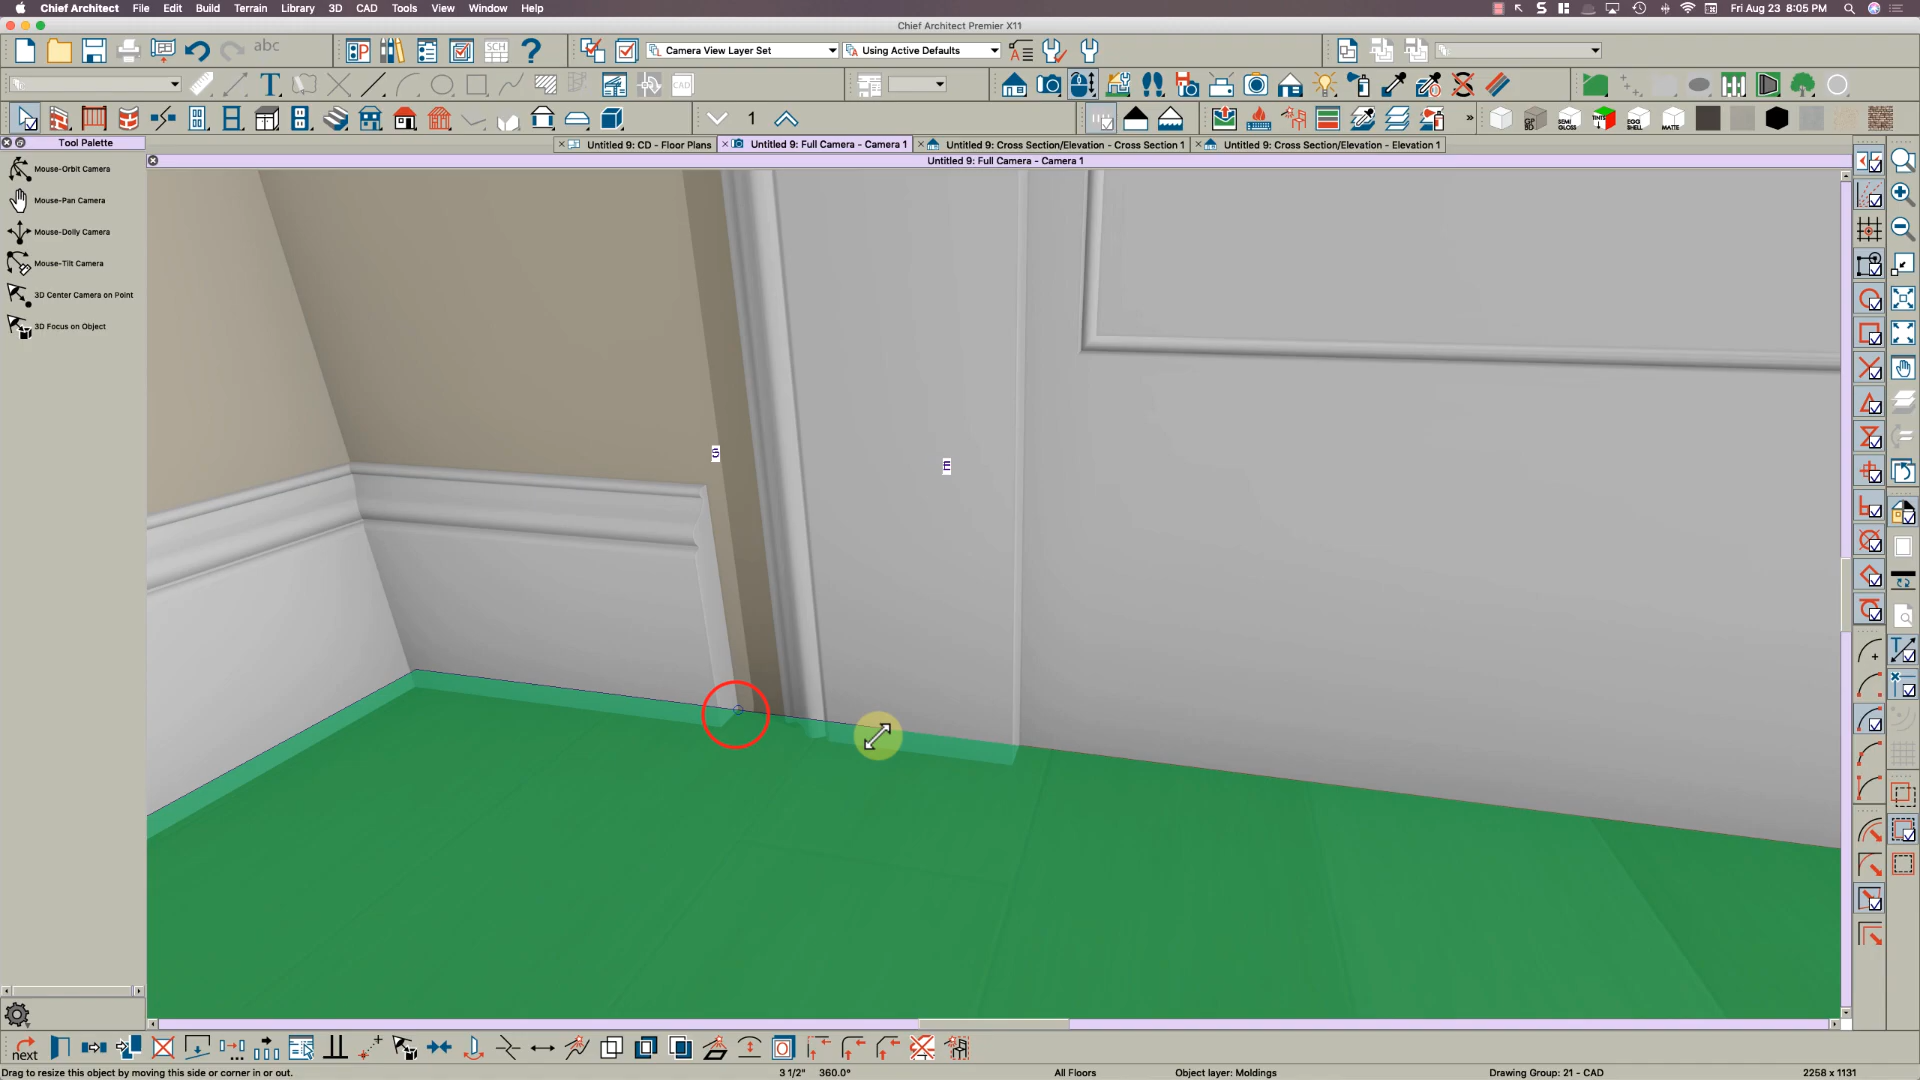 Chief Architect File Edit Build Terrain Library 3D CAD Tools View Window Help Fri Aug 23 8:05 PM
Chief Architect Premier X11
abc SCH Camera View Layer Set Using Active Defaults
T CAD
1
Tool Palette
Untitled 9: CD - Floor Plans Untitled 9: Full Camera - Camera 1 Untitled 9: Cross Section/Elevation - Cross Section 1 Untitled 9: Cross Section/Elevation - Elevation 1
Untitled 9: Full Camera - Camera 1
Mouse-Orbit Camera
Mouse-Pan Camera
Mouse-Dolly Camera
Mouse-Tilt Camera
3D Center Camera on Point
3D Focus on Object
next
Drag to resize this object by moving this side or corner in or out. 3 1/2" 360.0° All Floors Object layer: Moldings Drawing Group: 21 - CAD 2258 x 1131